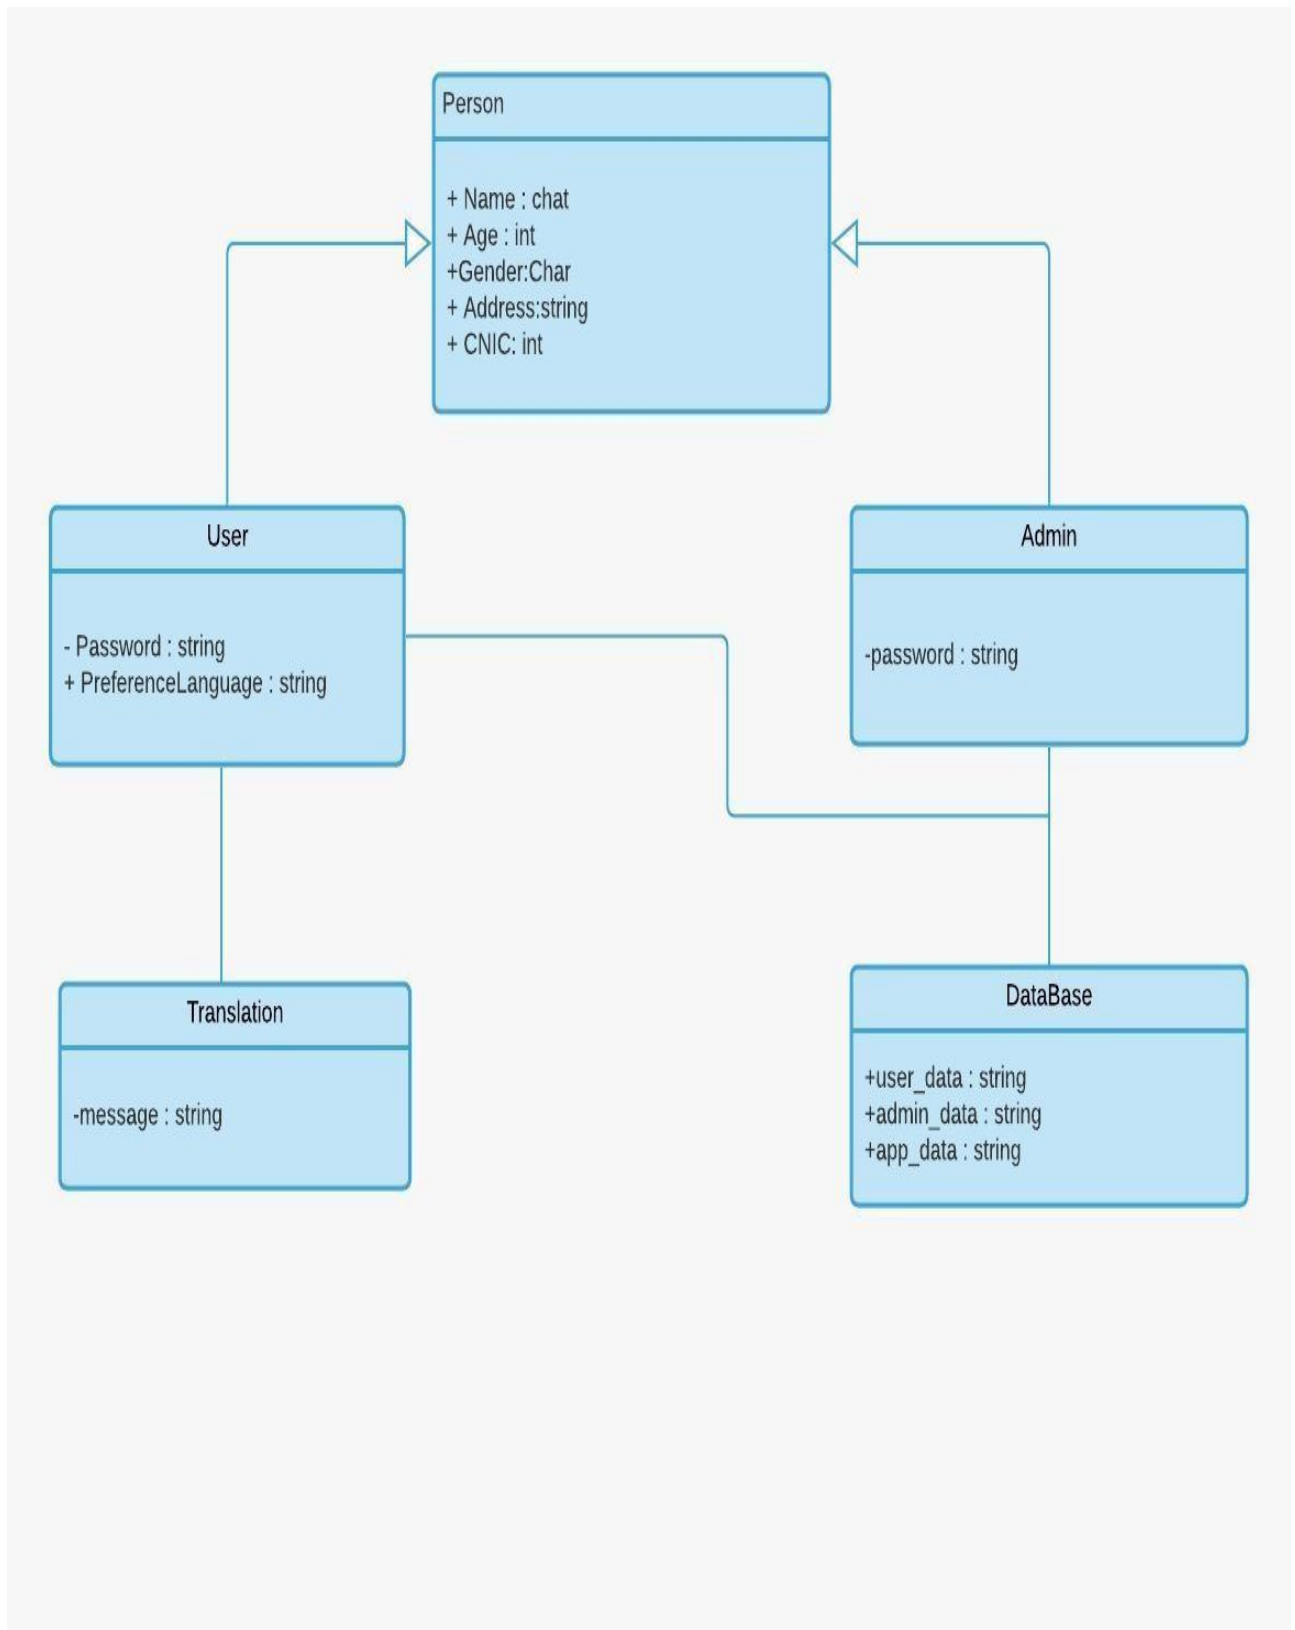 Person
+ Name : chat
+ Age : int
+Gender:Char
+ Address:string
+ CNIC: int
User
- Password : string
+ PreferenceLanguage : string
Admin
-password : string
Translation
-message : string
DataBase
+user_data : string
+admin_data : string
+app_data : string